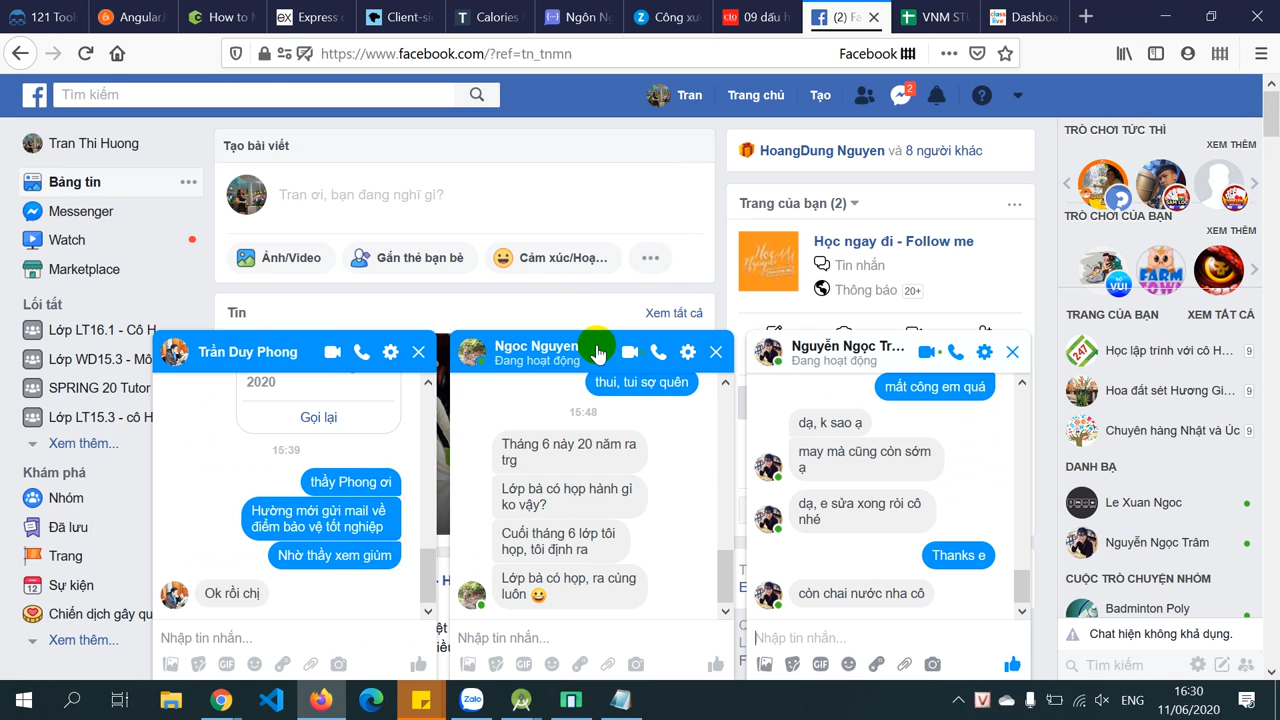 121 Tool
Angular
How to
Express
Client-si
Calories
Ngôn N
Công xu
09 dấu h
(2) Fa
VNM ST
Dashboa
https://www.facebook.com/?ref=tn_tnmn
Facebook
Tìm kiếm
Tran
Trang chủ
Tạo
2
Tran Thi Huong
Bảng tin
Messenger
Watch
Marketplace
Lối tắt
Lớp LT16.1 - Cô H
Lớp WD15.3 - Mô
SPRING 20 Tutor
Lớp LT15.3 - cô H
Xem thêm...
Khám phá
Nhóm
Đã lưu
Trang
Sự kiện
Chiến dịch gây qu
Xem thêm...
Tạo bài viết
Tran ơi, bạn đang nghĩ gì?
Ảnh/Video
Gắn thẻ bạn bè
Cảm xúc/Hoạ...
Tin
Xem tất cả
HoangDung Nguyen và 8 người khác
Trang của bạn (2)
Học ngay đi - Follow me
Tin nhắn
Thông báo 20+
TRÒ CHƠI TỨC THÌ
XEM THÊM
TRÒ CHƠI CỦA BẠN
XEM THÊM
TRANG CỦA BẠN
XEM TẤT CẢ
Học lập trình với cô H...
9
Hoa đất sét Hương Gi...
9
Chuyên hàng Nhật và Úc
9
DANH BẠ
Le Xuan Ngoc
Nguyễn Ngọc Trâm
CUỘC TRÒ CHUYỆN NHÓM
Badminton Poly
Chat hiện không khả dụng.
Tìm kiếm
Trần Duy Phong
2020
Gọi lại
15:39
thầy Phong ơi
Hường mới gửi mail về
điểm bảo vệ tốt nghiệp
Nhờ thầy xem giùm
Ok rồi chị
Nhập tin nhắn...
GIF
Ngoc Nguyen
Đang hoạt động
thui, tui sợ quên
15:48
Tháng 6 này 20 năm ra
trg
Lớp bà có họp hành gì
ko vậy?
Cuối tháng 6 lớp tôi
họp, tôi định ra
Lớp bà có họp, ra cùng
luôn 😀
Nhập tin nhắn...
GIF
Nguyễn Ngọc Tr...
Đang hoạt động
mất công em quá
dạ, k sao ạ
may mà cũng còn sớm
ạ
dạ, e sửa xong ròi cô
nhé
Thanks e
còn chai nước nha cô
Nhập tin nhắn...
GIF
ENG
16:30
11/06/2020